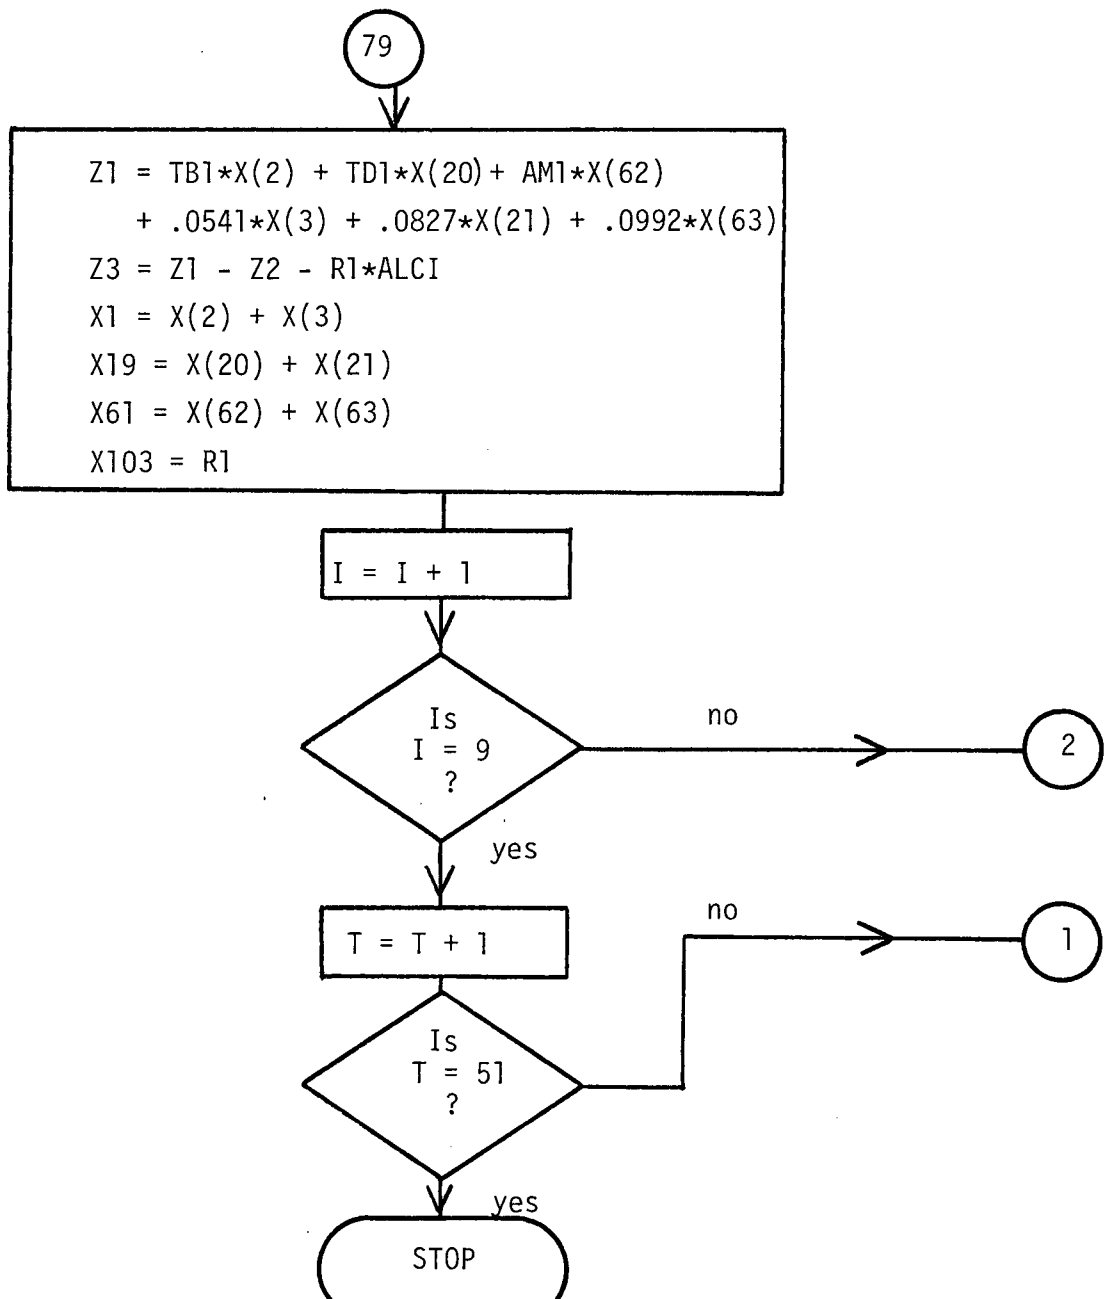 79
Z1 = TB1*X(2) + TD1*X(20) + AM1*X(62)
+ .0541*X(3) + .0827*X(21) + .0992*X(63)
Z3 = Z1 - Z2 - R1*ALCI
X1 = X(2) + X(3)
X19 = X(20) + X(21)
X61 = X(62) + X(63)
X103 = R1
I = I + 1
Is
I = 9
?
no
2
yes
T = T + 1
no
1
Is
T = 51
?
yes
STOP